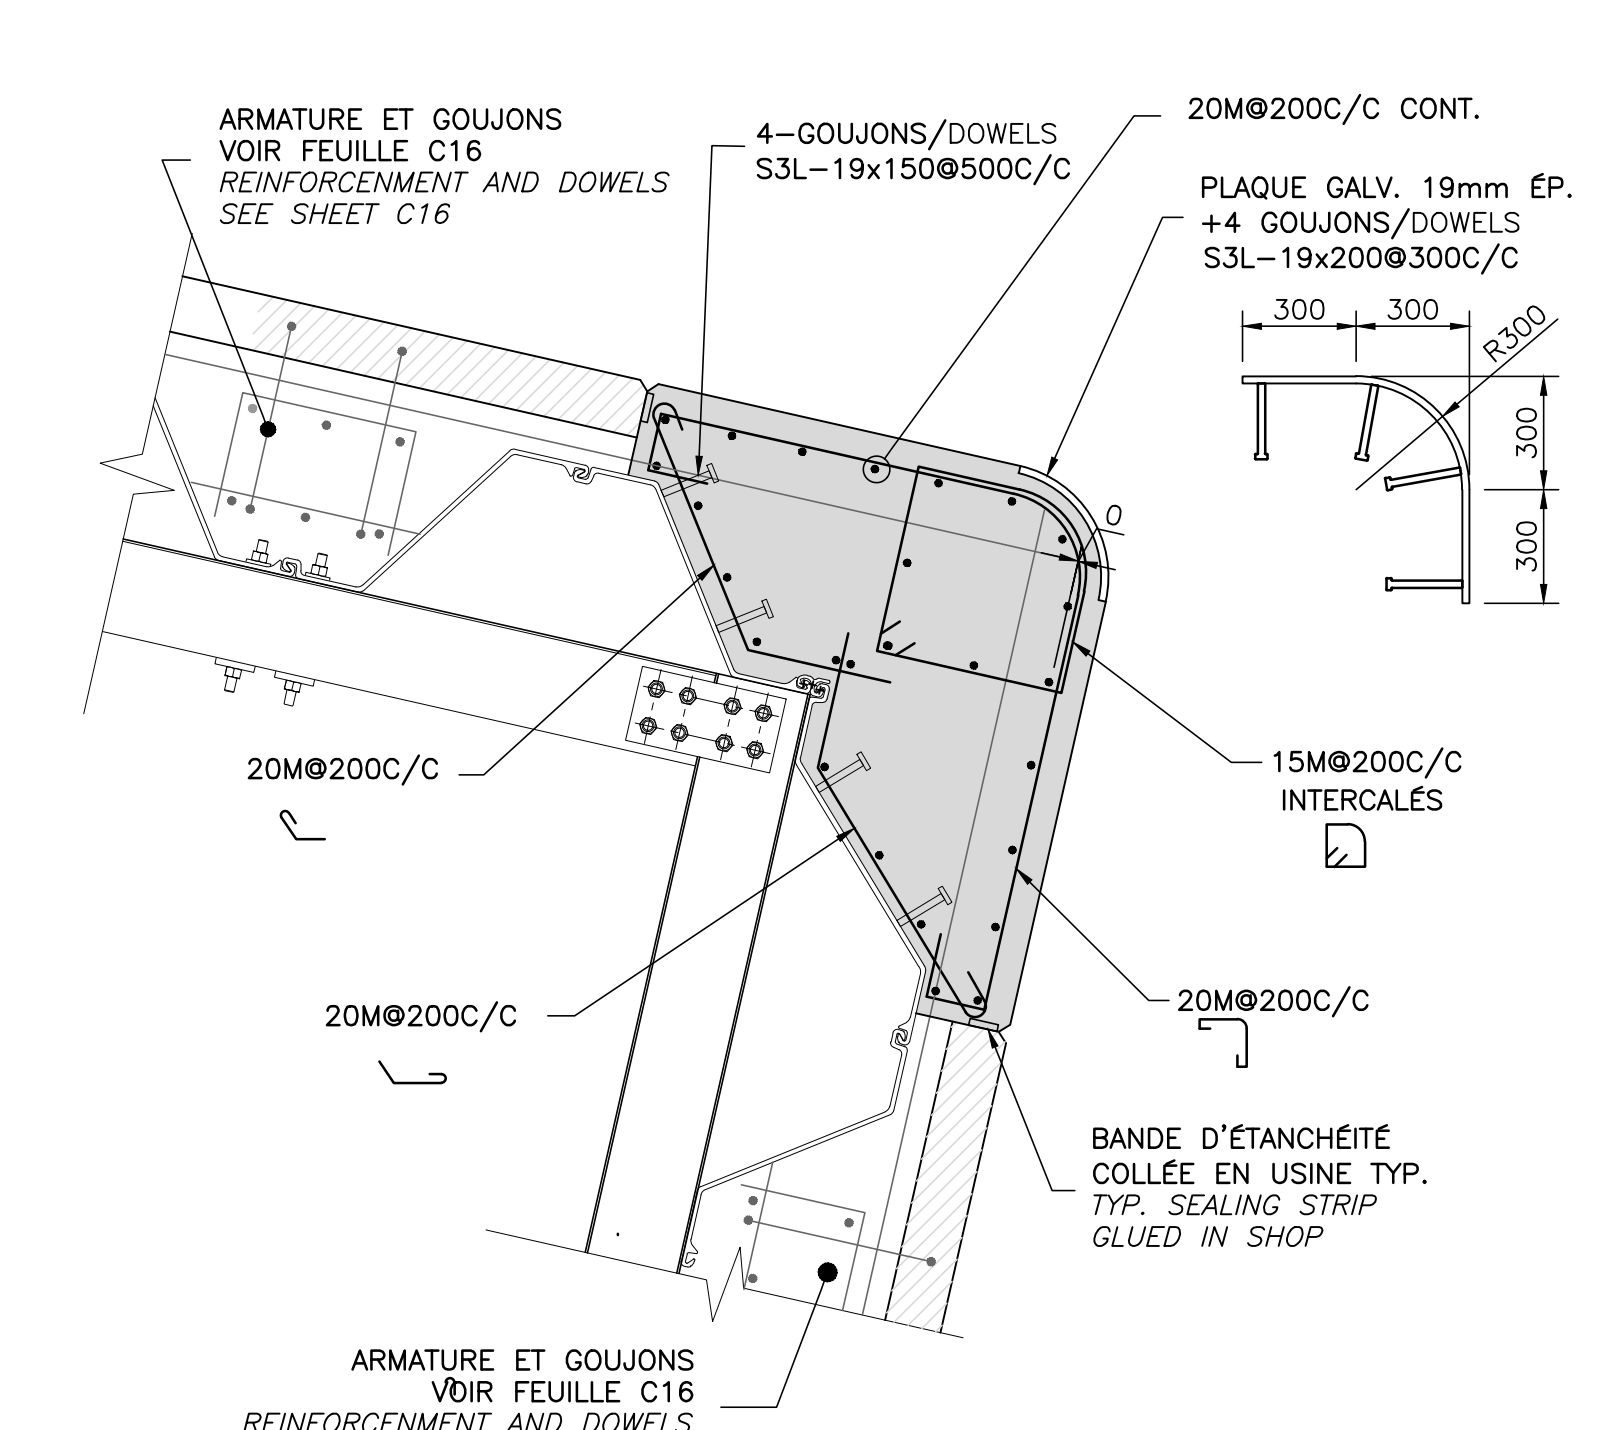 ARMATURE ET GOUJONS
VOIR FEUILLE C16
REINFORCENMENT AND DOWELS
SEE SHEET C16
4-GOUJONS/DOWELS
S3L-19x150@500C/C
20M@200C/C CONT.
PLAQUE GALV. 19mm ÉP.
+4 GOUJONS/DOWELS
S3L-19x200@300C/C
300
300
R300
300
300
0
20M@200C/C
15M@200C/C
INTERCALÉS
20M@200C/C
20M@200C/C
BANDE D'ÉTANCHÉITÉ
COLLÉE EN USINE TYP.
TYP. SEALING STRIP
GLUED IN SHOP
ARMATURE ET GOUJONS
VOIR FEUILLE C16
REINFORCENMENT AND DOWELS